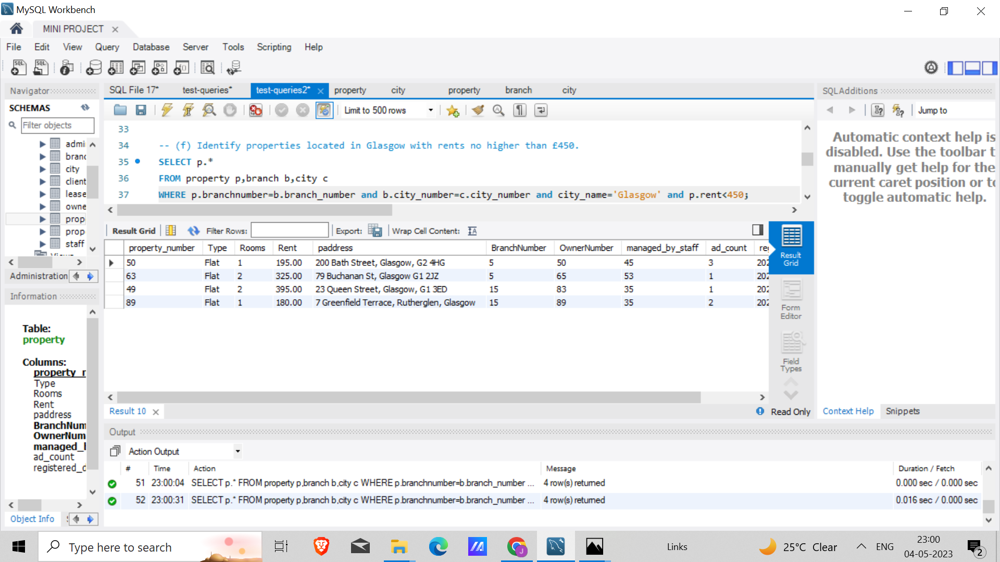 MySQL Workbench
MINI PROJECT
File Edit View Query Database Server Tools Scripting Help
Navigator
SCHEMAS
Filter objects
admi
branc
city
client
lease
owne
prop
prop
staff
Administration
Information
Table:
property
Columns:
property_r
Type
Rooms
Rent
paddress
BranchNum
OwnerNum
managed_l
ad_count
registered_d
Object Info
SQL File 17* test-queries* test-queries2* property city property branch city
Limit to 500 rows
33
34 -- (f) Identify properties located in Glasgow with rents no higher than £450.
35 SELECT p.*
36 FROM property p,branch b,city c
37 WHERE p.branchnumber=b.branch_number and b.city_number=c.city_number and city_name='Glasgow' and p.rent<450;
Result Grid Filter Rows: Export: Wrap Cell Content:
property_number Type Rooms Rent paddress BranchNumber OwnerNumber managed_by_staff ad_count
50 Flat 1 195.00 200 Bath Street, Glasgow, G2 4HG 5 50 45 3 202
63 Flat 2 325.00 79 Buchanan St, Glasgow G1 2JZ 5 65 53 1 202
49 Flat 2 395.00 23 Queen Street, Glasgow, G1 3ED 15 83 35 1 202
89 Flat 1 180.00 7 Greenfield Terrace, Rutherglen, Glasgow 15 89 35 2 202
Result Grid
Form Editor
Field Types
Result 10
Read Only
SQLAdditions
Jump to
Automatic context help is
disabled. Use the toolbar t
manually get help for the
current caret position or to
toggle automatic help.
Context Help Snippets
Output
Action Output
# Time Action Message Duration / Fetch
51 23:00:04 SELECT p.* FROM property p,branch b,city c WHERE p.branchnumber=b.branch_number ... 4 row(s) returned 0.000 sec / 0.000 sec
52 23:00:31 SELECT p.* FROM property p,branch b,city c WHERE p.branchnumber=b.branch_number ... 4 row(s) returned 0.016 sec / 0.000 sec
Type here to search
Links
25°C Clear
ENG
23:00
04-05-2023
2